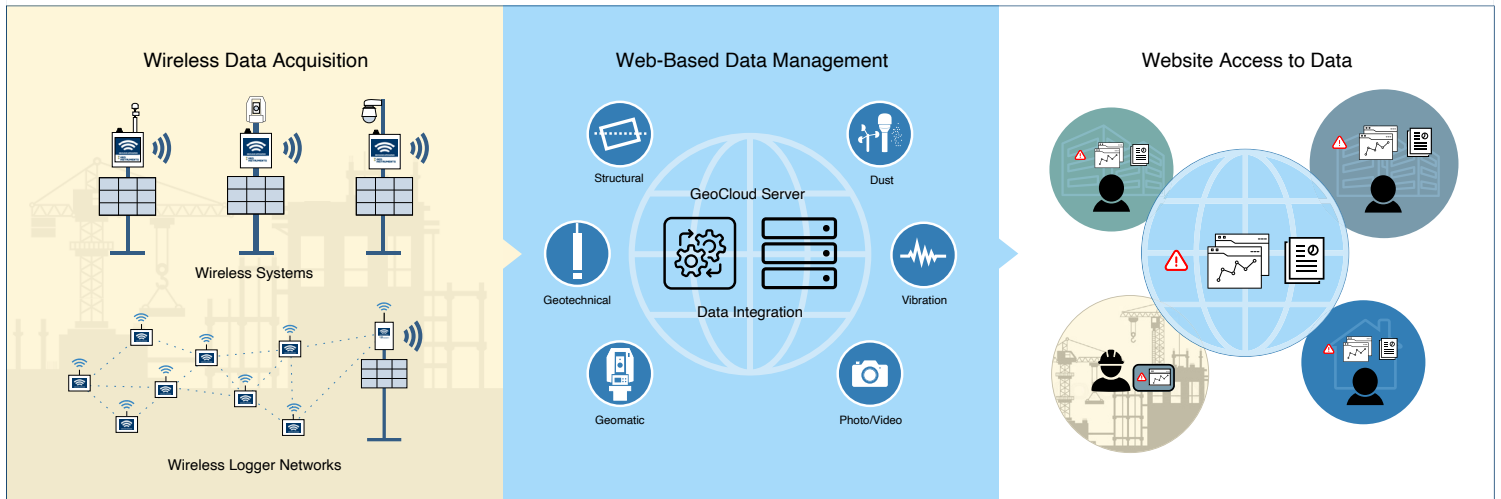 Wireless Data Acquisition
Wireless Systems
Wireless Logger Networks
Web-Based Data Management
Structural
Dust
GeoCloud Server
Geotechnical
Vibration
Data Integration
Geomatic
Photo/Video
Website Access to Data